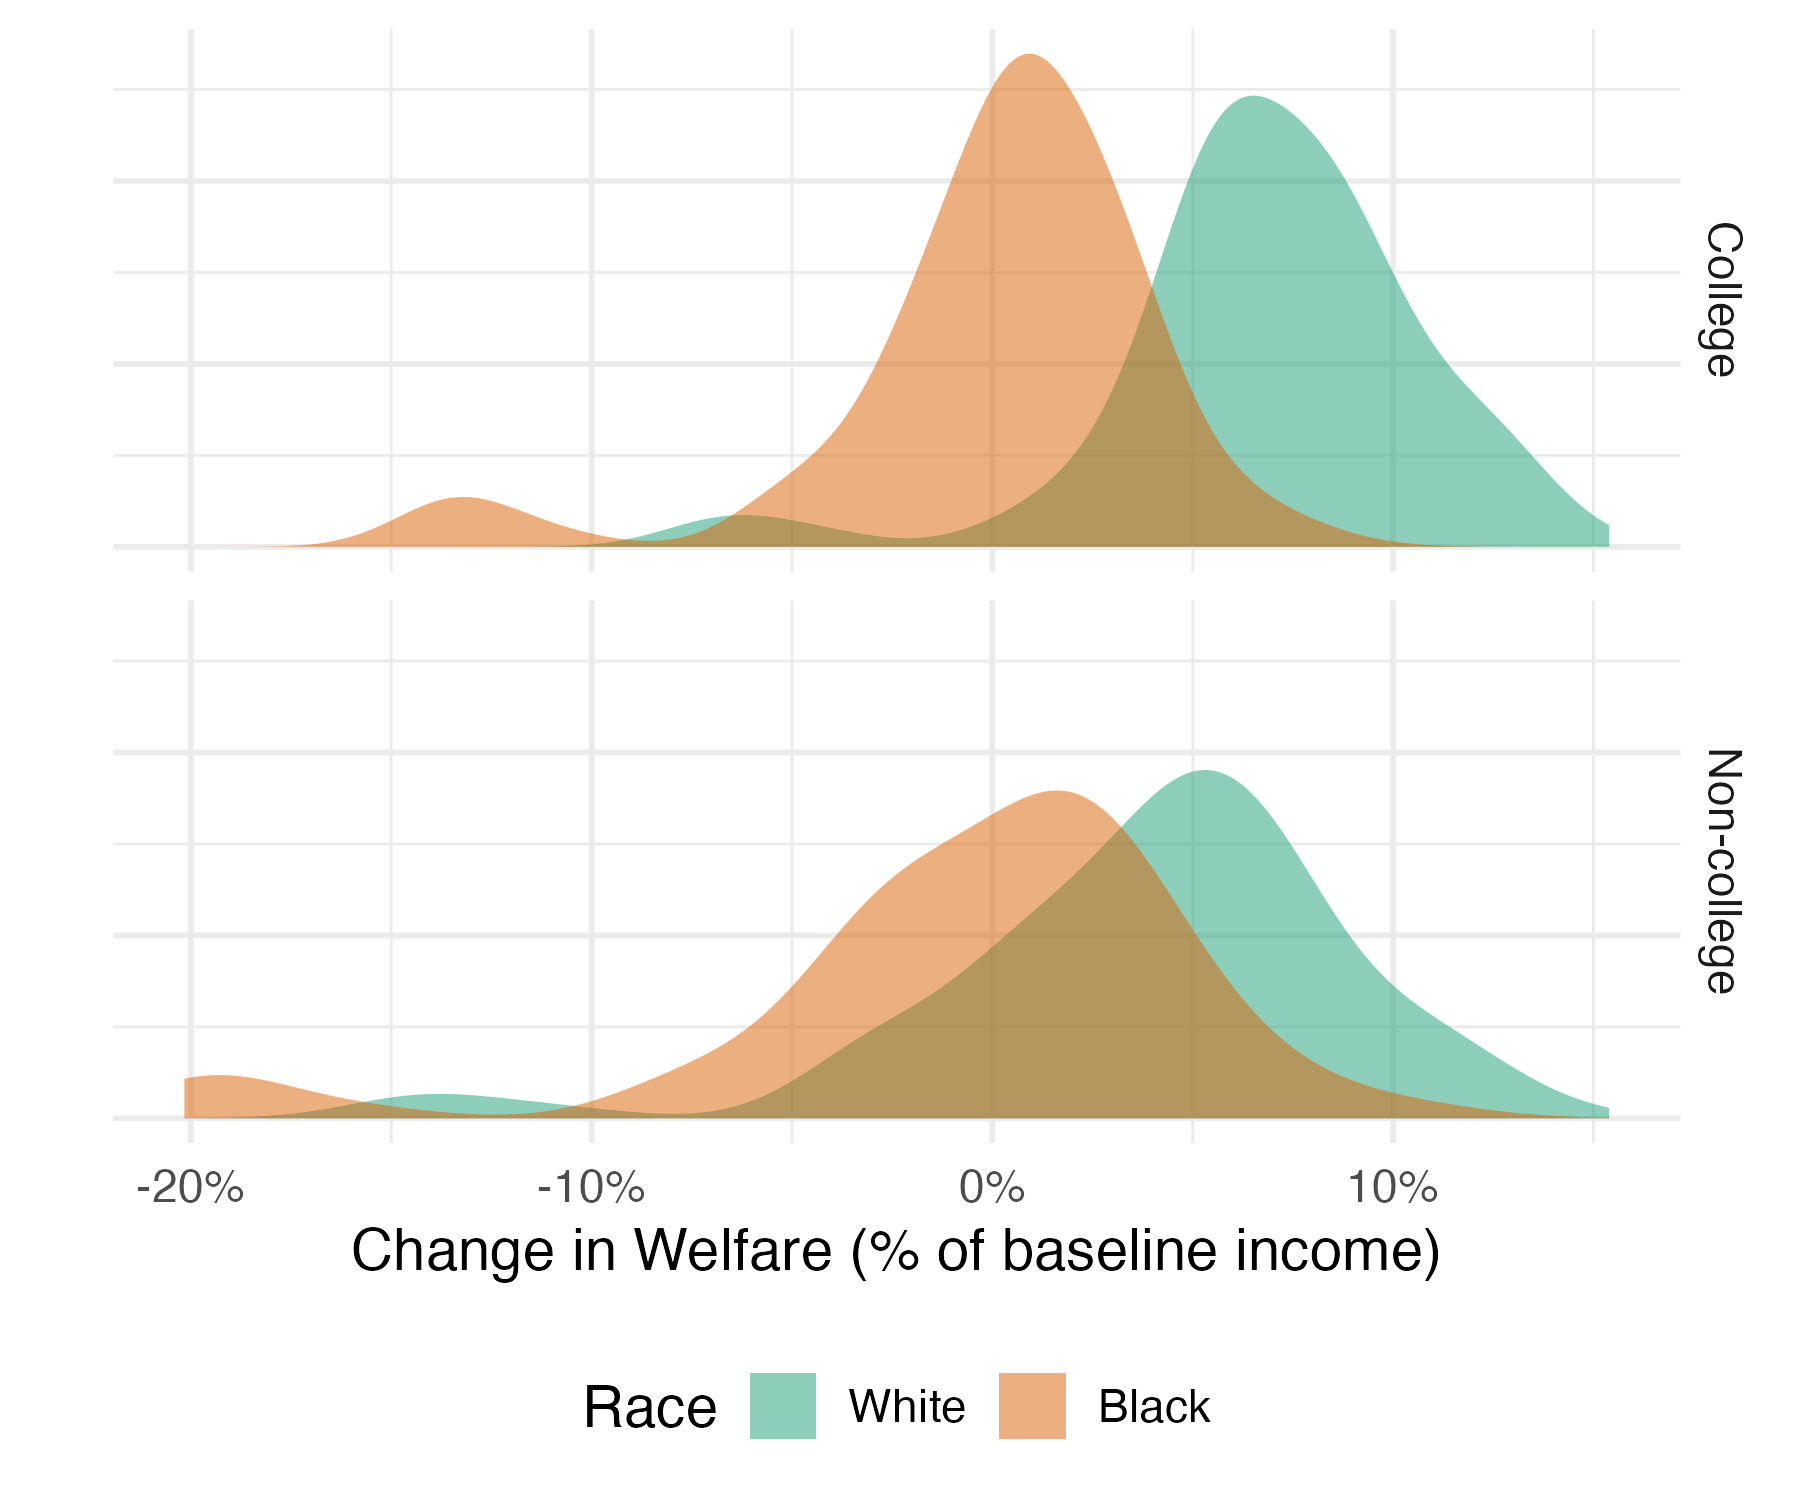 College
Non-college
-20% -10% 0% 10%
Change in Welfare (% of baseline income)
Race White Black